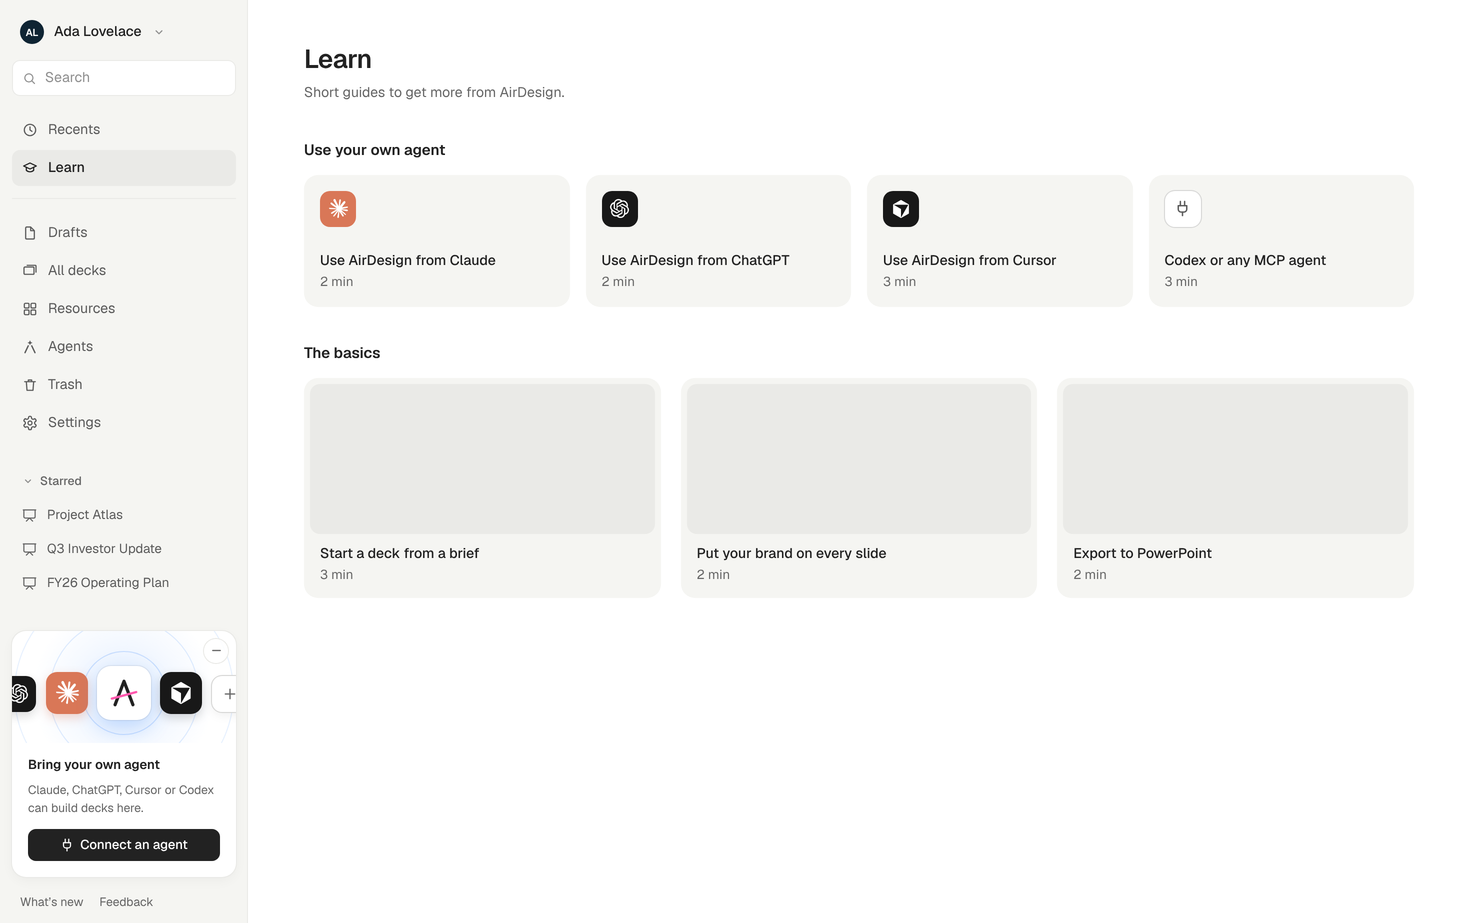 AL
Ada Lovelace
Search
Recents
Learn
Drafts
All decks
Resources
Agents
Trash
Settings
Starred
Project Atlas
Q3 Investor Update
FY26 Operating Plan
Bring your own agent
Claude, ChatGPT, Cursor or Codex
can build decks here.
Connect an agent
What's new
Feedback
Learn
Short guides to get more from AirDesign.
Use your own agent
Use AirDesign from Claude
2 min
Use AirDesign from ChatGPT
2 min
Use AirDesign from Cursor
3 min
Codex or any MCP agent
3 min
The basics
Start a deck from a brief
3 min
Put your brand on every slide
2 min
Export to PowerPoint
2 min